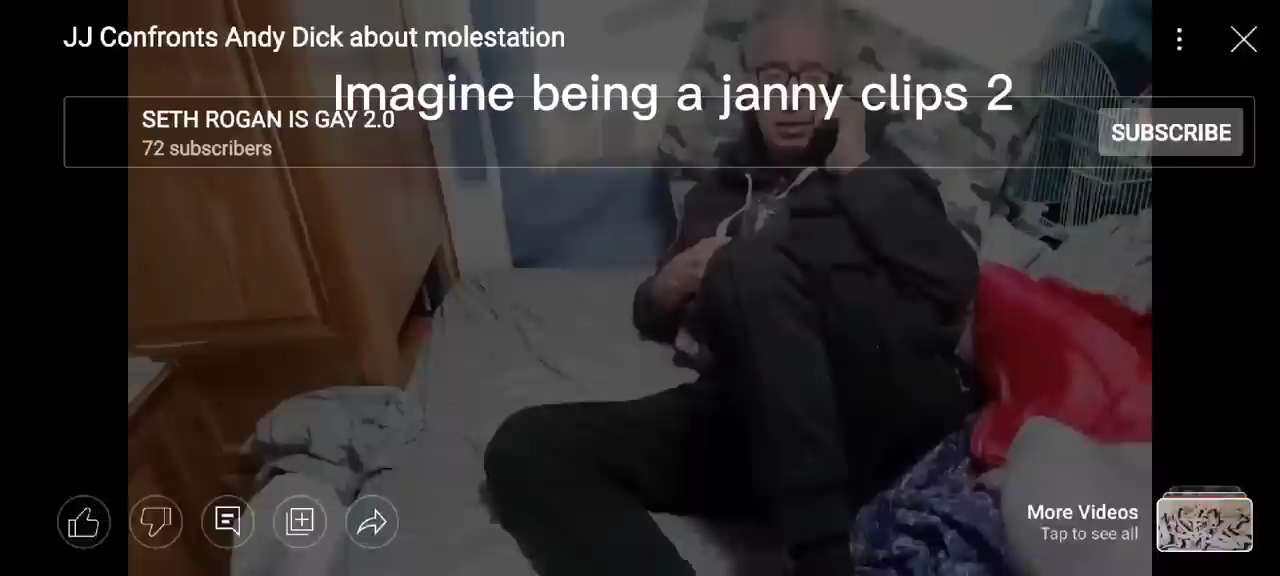 JJ Confronts Andy Dick about molestation
Imagine being a janny clips 2
SETH ROGAN IS GAY 2.0
72 subscribers
SUBSCRIBE
More Videos
Tap to see all